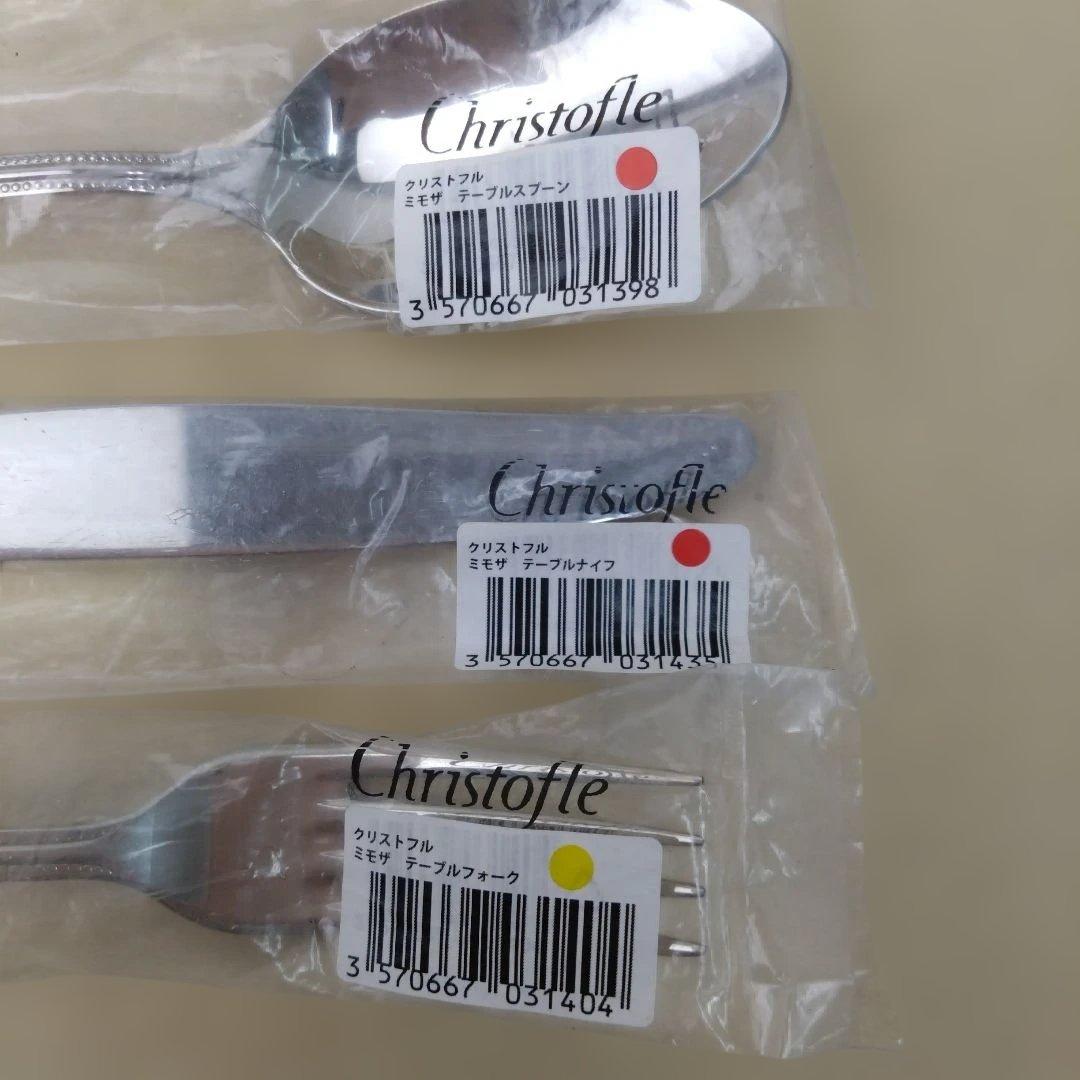 Christofle
クリストフル
ミモザ テーブルスプーン
3 570667 031398
Christofle
クリストフル
ミモザ テーブルナイフ
3 570667 031435
Christofle
クリストフル
ミモザ テーブルフォーク
3 570667 031404